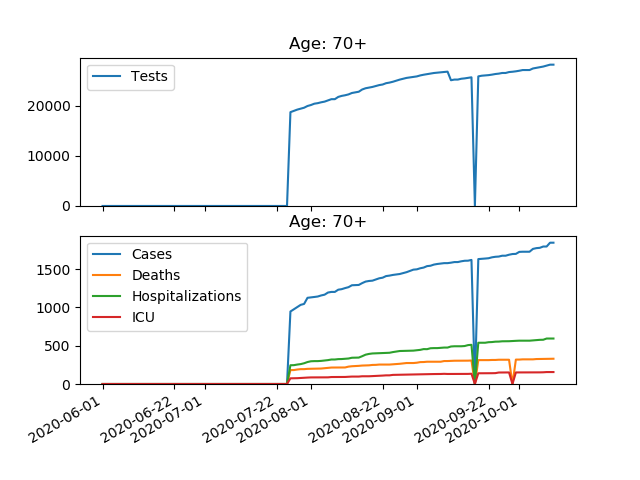 Age: 70+
Tests
20000
10000
0
Age: 70+
Cases
Deaths
Hospitalizations
ICU
1500
1000
500
0
2020-06-01
2020-06-22
2020-07-01
2020-07-22
2020-08-01
2020-08-22
2020-09-01
2020-09-22
2020-10-01